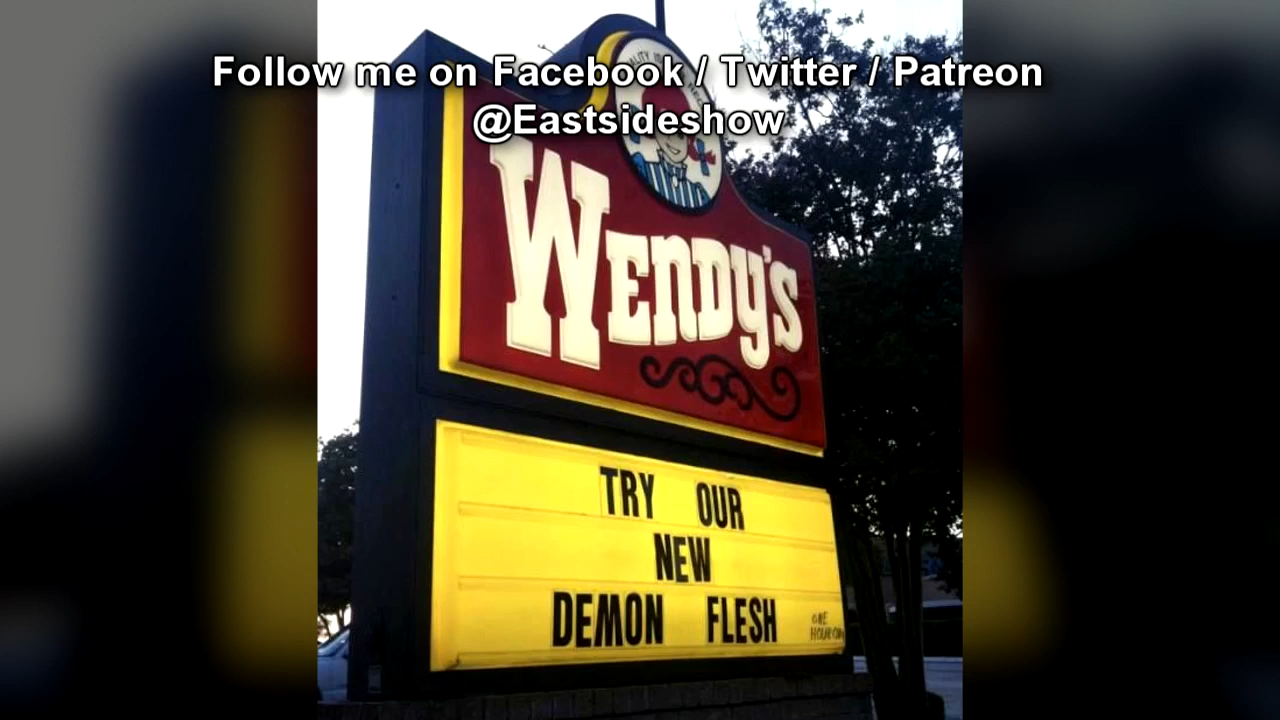 Follow me on Facebook / Twitter / Patreon
@Eastsideshow
WENDY'S
TRY OUR
NEW
DEMON FLESH